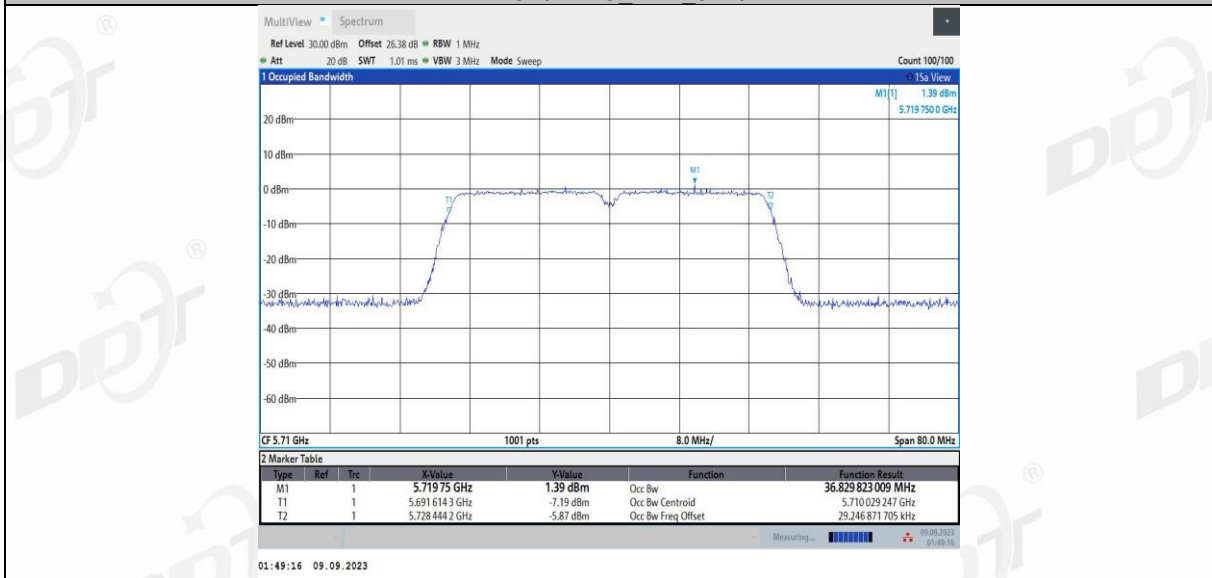 MultiView Spectrum
Ref Level 30.00 dBm Offset 26.38 dB RBW 1 MHz
Att 20 dB SWT 1.01 ms VBW 3 MHz Mode Sweep Count 100/100
1 Occupied Bandwidth 1Sa View
M1[1] 1.39 dBm
5.719 750 0 GHz
20 dBm
10 dBm
M1
0 dBm
T1 T2
-10 dBm
-20 dBm
-30 dBm
-40 dBm
-50 dBm
-60 dBm
CF 5.71 GHz 1001 pts 8.0 MHz/ Span 80.0 MHz
2 Marker Table
Type Ref Trc X-Value Y-Value Function Function Result
M1 1 5.719 75 GHz 1.39 dBm Occ Bw 36.829 823 009 MHz
T1 1 5.691 614 3 GHz -7.19 dBm Occ Bw Centroid 5.710 029 247 GHz
T2 1 5.728 444 2 GHz -5.87 dBm Occ Bw Freq Offset 29.246 871 705 kHz
Measuring... 09.09.2023
01:49:16
01:49:16 09.09.2023